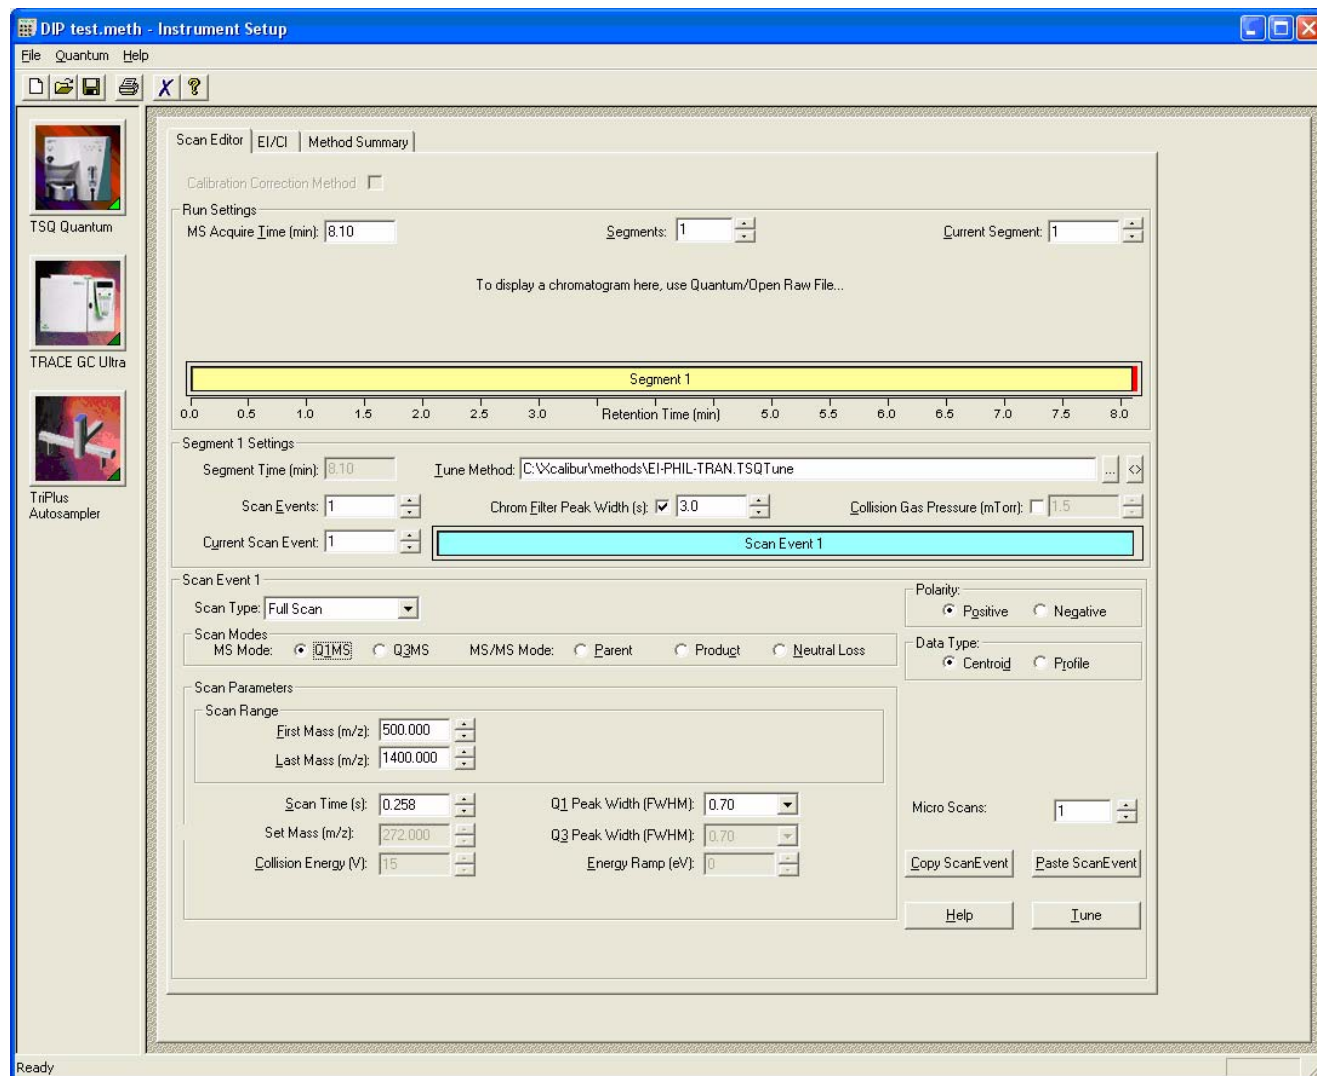 DIP test.meth - Instrument Setup
File Quantum Help
TSQ Quantum
TRACE GC Ultra
TriPlus
Autosampler
Scan Editor EI/CI Method Summary
Calibration Correction Method
Run Settings
MS Acquire Time (min): 8.10 Segments: 1 Current Segment: 1
To display a chromatogram here, use Quantum/Open Raw File...
Segment 1
0.0 0.5 1.0 1.5 2.0 2.5 3.0 Retention Time (min) 5.0 5.5 6.0 6.5 7.0 7.5 8.0
Segment 1 Settings
Segment Time (min): 8.10 Tune Method: C:\Xcalibur\methods\EI-PHIL-TRAN.TSQTune ... <>
Scan Events: 1 Chrom Filter Peak Width (s): 3.0 Collision Gas Pressure (mTorr): 1.5
Current Scan Event: 1 Scan Event 1
Scan Event 1
Scan Type: Full Scan
Polarity:
Positive Negative
Scan Modes
MS Mode: Q1MS Q3MS MS/MS Mode: Parent Product Neutral Loss
Data Type:
Centroid Profile
Scan Parameters
Scan Range
First Mass (m/z): 500.000
Last Mass (m/z): 1400.000
Scan Time (s): 0.258 Q1 Peak Width (FWHM): 0.70 Micro Scans: 1
Set Mass (m/z): 272.000 Q3 Peak Width (FWHM): 0.70
Collision Energy (V): 15 Energy Ramp (eV): 0 Copy ScanEvent Paste ScanEvent
Help Tune
Ready